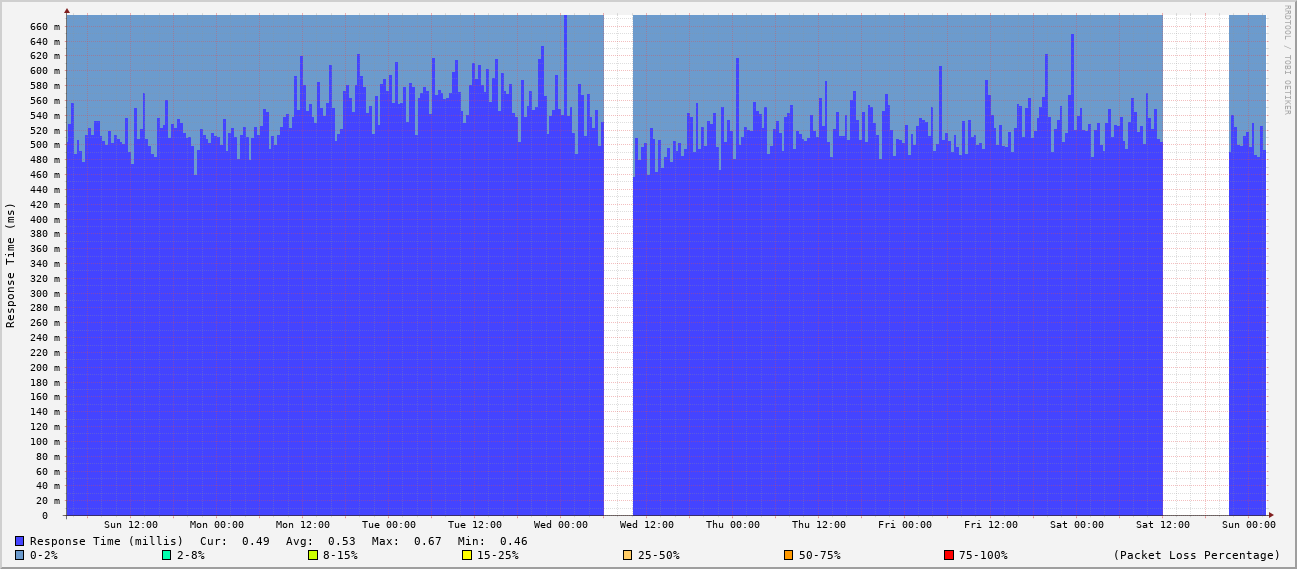 RRDTOOL / TOBI OETIKER
Response Time (ms)
660 m
640 m
620 m
600 m
580 m
560 m
540 m
520 m
500 m
480 m
460 m
440 m
420 m
400 m
380 m
360 m
340 m
320 m
300 m
280 m
260 m
240 m
220 m
200 m
180 m
160 m
140 m
120 m
100 m
80 m
60 m
40 m
20 m
0
Sun 12:00 Mon 00:00 Mon 12:00 Tue 00:00 Tue 12:00 Wed 00:00 Wed 12:00 Thu 00:00 Thu 12:00 Fri 00:00 Fri 12:00 Sat 00:00 Sat 12:00 Sun 00:00
Response Time (millis) Cur: 0.49 Avg: 0.53 Max: 0.67 Min: 0.46
0-2% 2-8% 8-15% 15-25% 25-50% 50-75% 75-100% (Packet Loss Percentage)